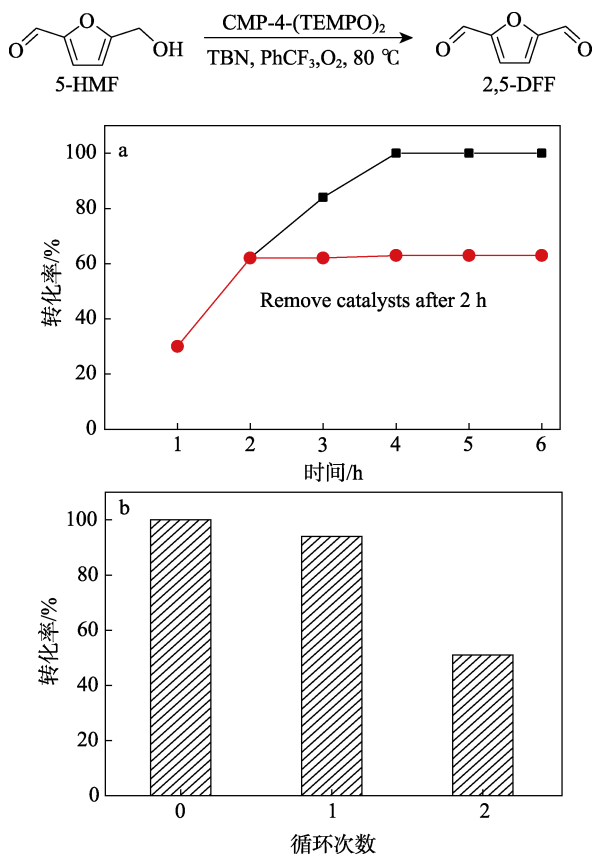 CMP-4-(TEMPO)₂
TBN, PhCF₃,O₂, 80 ℃
O
O
OH
5-HMF
O
O
O
2,5-DFF
a
100
80
60
40
20
0
转化率/%
Remove catalysts after 2 h
1 2 3 4 5 6
时间/h
b
100
80
60
40
20
0
转化率/%
0 1 2
循环次数